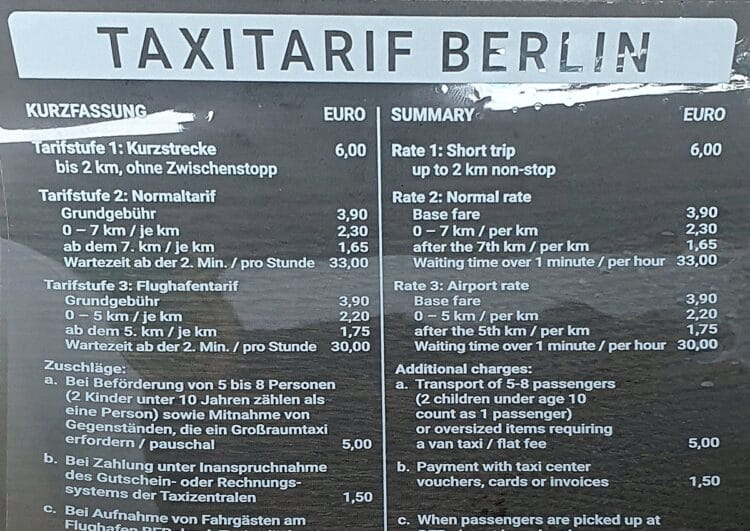 TAXITARIF BERLIN
KURZFASSUNG EURO
Tarifstufe 1: Kurzstrecke 6,00
bis 2 km, ohne Zwischenstopp
Tarifstufe 2: Normaltarif
Grundgebühr 3,90
0 – 7 km / je km 2,30
ab dem 7. km / je km 1,65
Wartezeit ab der 2. Min. / pro Stunde 33,00
Tarifstufe 3: Flughafentarif
Grundgebühr 3,90
0 – 5 km / je km 2,20
ab dem 5. km / je km 1,75
Wartezeit ab der 2. Min. / pro Stunde 30,00
Zuschläge:
a. Bei Beförderung von 5 bis 8 Personen
(2 Kinder unter 10 Jahren zählen als
eine Person) sowie Mitnahme von
Gegenständen, die ein Großraumtaxi
erfordern / pauschal 5,00
b. Bei Zahlung unter Inanspruchnahme
des Gutschein- oder Rechnungs-
systems der Taxizentralen 1,50
c. Bei Aufnahme von Fahrgästen am
Flughafen BER
SUMMARY EURO
Rate 1: Short trip 6,00
up to 2 km non-stop
Rate 2: Normal rate
Base fare 3,90
0 – 7 km / per km 2,30
after the 7th km / per km 1,65
Waiting time over 1 minute / per hour 33,00
Rate 3: Airport rate
Base fare 3,90
0 – 5 km / per km 2,20
after the 5th km / per km 1,75
Waiting time over 1 minute / per hour 30,00
Additional charges:
a. Transport of 5-8 passengers
(2 children under age 10
count as 1 passenger)
or oversized items requiring
a van taxi / flat fee 5,00
b. Payment with taxi center
vouchers, cards or invoices 1,50
c. When passengers are picked up at